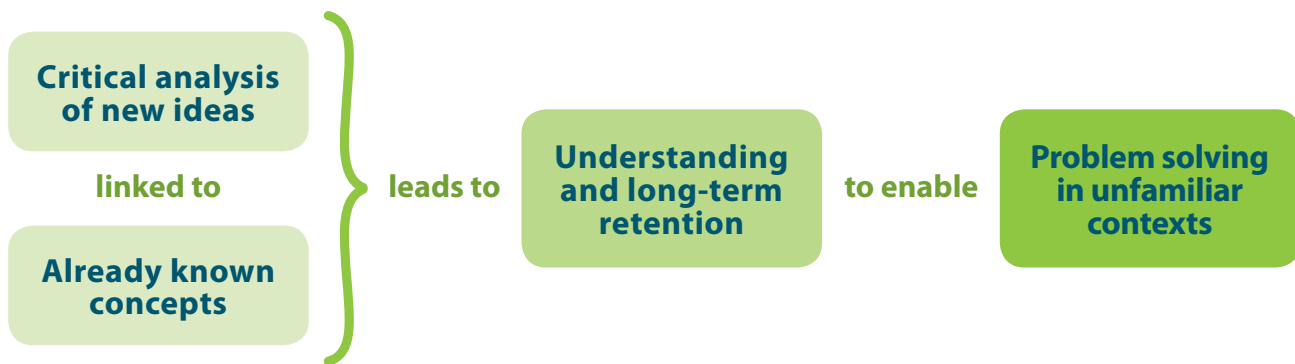 Critical analysis
of new ideas
linked to
Already known
concepts
leads to
Understanding
and long-term
retention
to enable
Problem solving
in unfamiliar
contexts